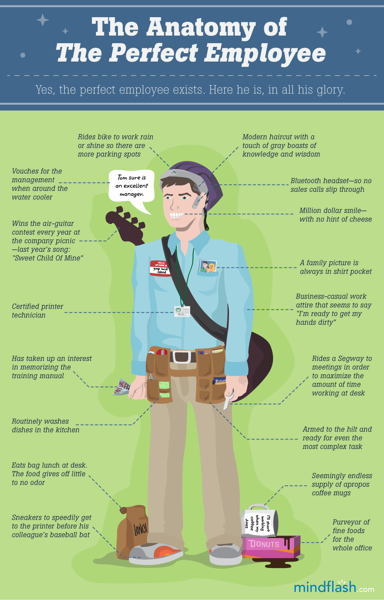 The Anatomy of
The Perfect Employee
Yes, the perfect employee exists. Here he is, in all his glory.
Rides bike to work rain
or shine so there are
more parking spots
Modern haircut with a
touch of gray boasts of
knowledge and wisdom
Vouches for the
management
when around the
water cooler
Tom sure is
an excellent
manager.
Bluetooth headset—so no
sales calls slip through
Million dollar smile—
with no hint of cheese
Wins the air-guitar
contest every year at
the company picnic
—last year's song:
"Sweet Child Of Mine"
A family picture is
always in shirt pocket
Business-casual work
attire that seems to say
"I'm ready to get my
hands dirty"
Certified printer
technician
Has taken up an interest
in memorizing the
training manual
Rides a Segway to
meetings in order to
maximize the
amount of time
working at desk
Routinely washes
dishes in the kitchen
Armed to the hilt and
ready for even the
most complex task
Eats bag lunch at desk.
The food gives off little
to no odor
Seemingly endless
supply of apropos
coffee mugs
Sneakers to speedily get
to the printer before his
colleague's baseball bat
Purveyor of
fine foods
for the
whole office
lunch
DONUTS
mindflash.com